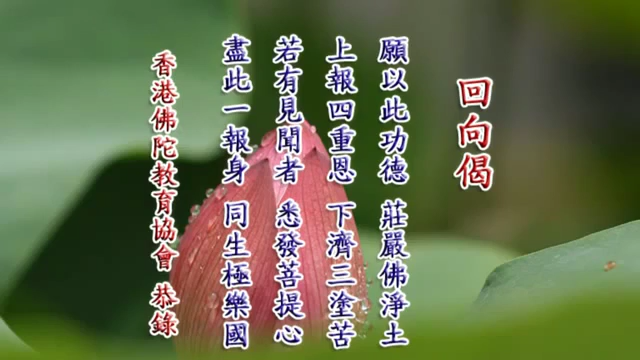 回向偈
願以此功德 莊嚴佛淨土
上報四重恩 下濟三塗苦
若有見聞者 悉發菩提心
盡此一報身 同生極樂國
香港佛陀教育協會 恭錄